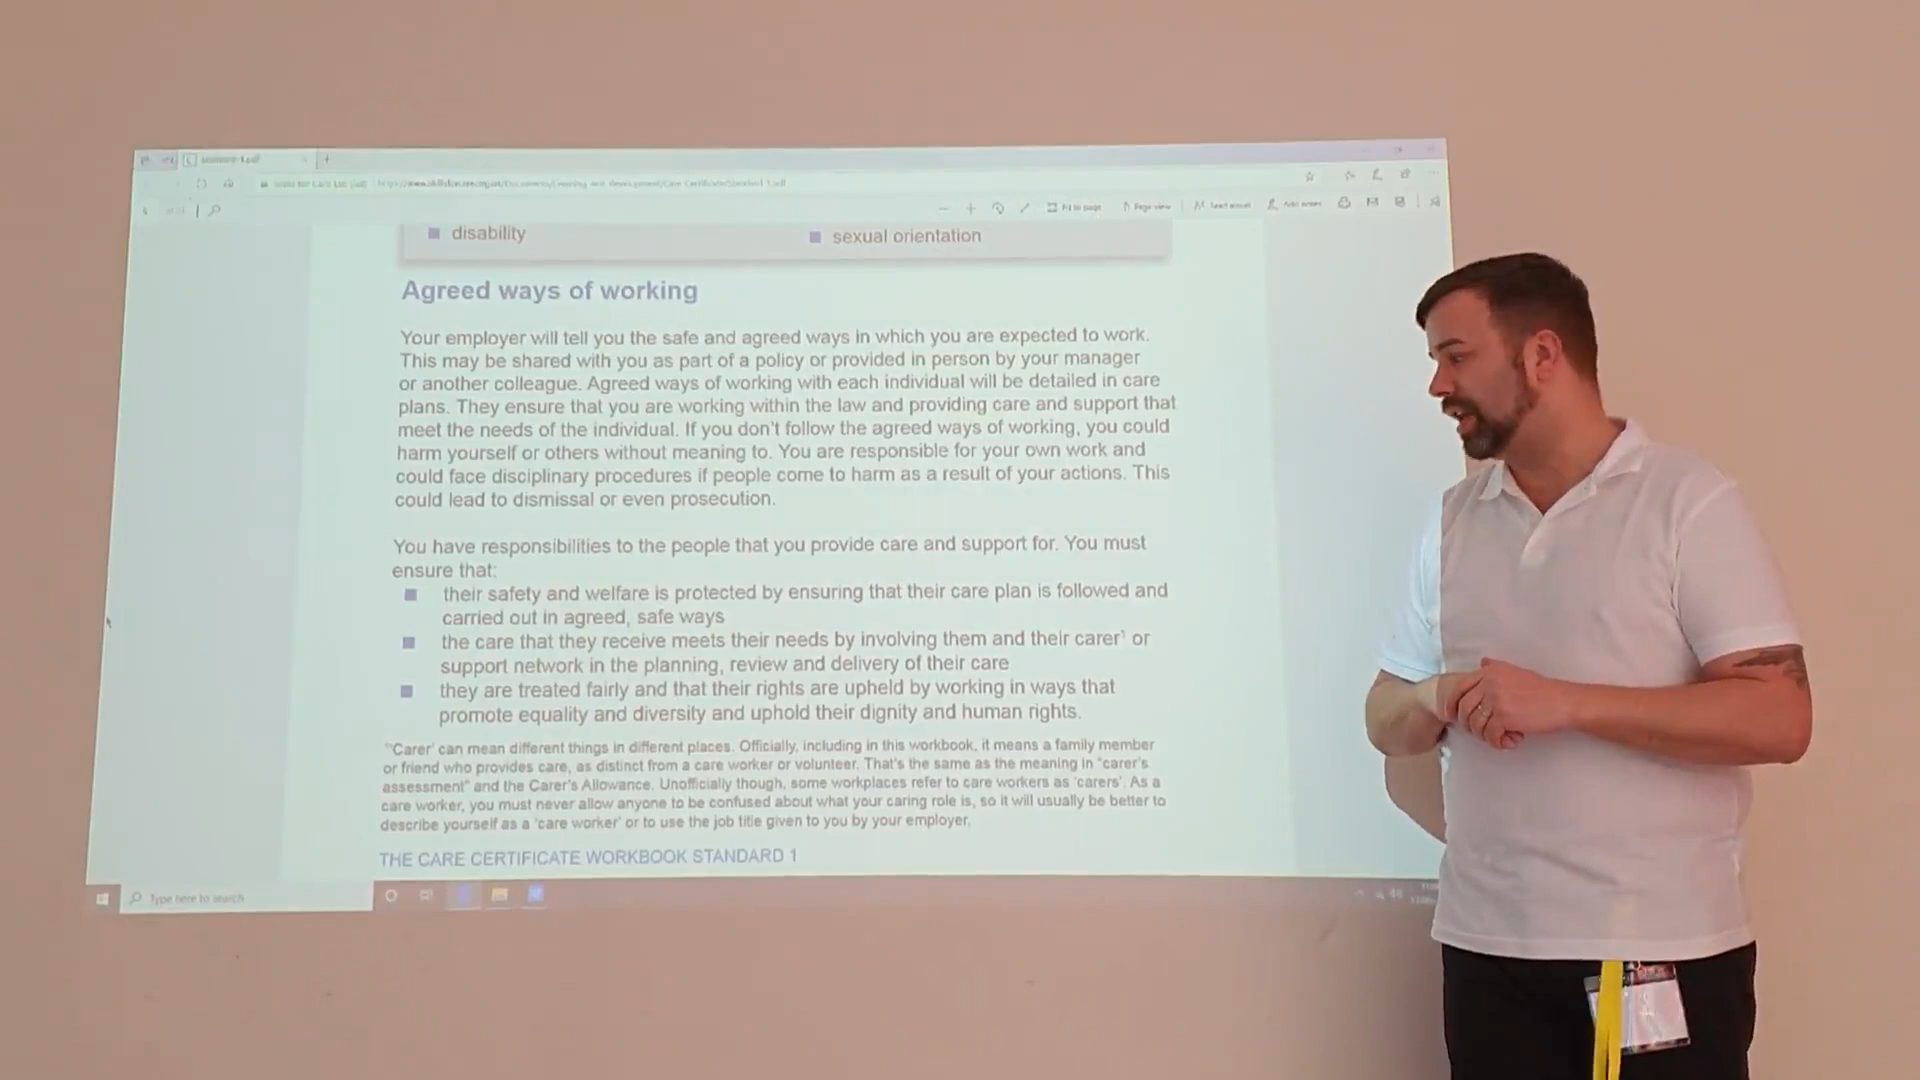 disability
sexual orientation
Agreed ways of working
Your employer will tell you the safe and agreed ways in which you are expected to work.
This may be shared with you as part of a policy or provided in person by your manager
or another colleague. Agreed ways of working with each individual will be detailed in care
plans. They ensure that you are working within the law and providing care and support that
meet the needs of the individual. If you don't follow the agreed ways of working, you could
harm yourself or others without meaning to. You are responsible for your own work and
could face disciplinary procedures if people come to harm as a result of your actions. This
could lead to dismissal or even prosecution.
You have responsibilities to the people that you provide care and support for. You must
ensure that:
their safety and welfare is protected by ensuring that their care plan is followed and
carried out in agreed, safe ways
the care that they receive meets their needs by involving them and their carer¹ or
support network in the planning, review and delivery of their care
they are treated fairly and that their rights are upheld by working in ways that
promote equality and diversity and uphold their dignity and human rights.
¹'Carer' can mean different things in different places. Officially, including in this workbook, it means a family member
or friend who provides care, as distinct from a care worker or volunteer. That's the same as the meaning in "carer's
assessment" and the Carer's Allowance. Unofficially though, some workplaces refer to care workers as 'carers'. As a
care worker, you must never allow anyone to be confused about what your caring role is, so it will usually be better to
describe yourself as a 'care worker' or to use the job title given to you by your employer.
THE CARE CERTIFICATE WORKBOOK STANDARD 1
Type here to search